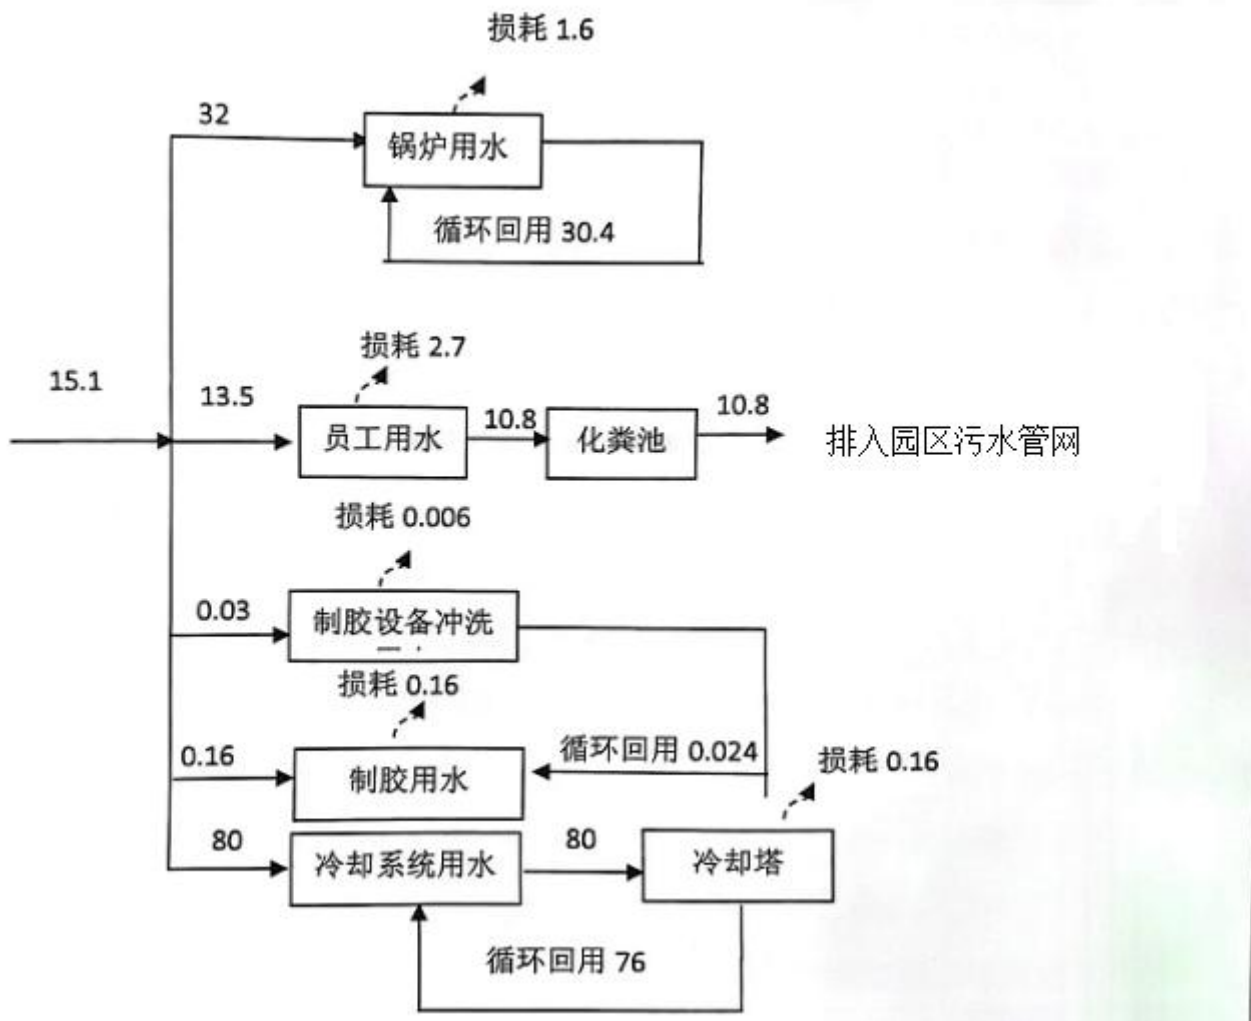 损耗 1.6
32
锅炉用水
循环回用 30.4
损耗 2.7
15.1
13.5
员工用水
10.8
化粪池
10.8
排入园区污水管网
损耗 0.006
0.03
制胶设备冲洗
损耗 0.16
0.16
制胶用水
循环回用 0.024
损耗 0.16
80
冷却系统用水
80
冷却塔
循环回用 76